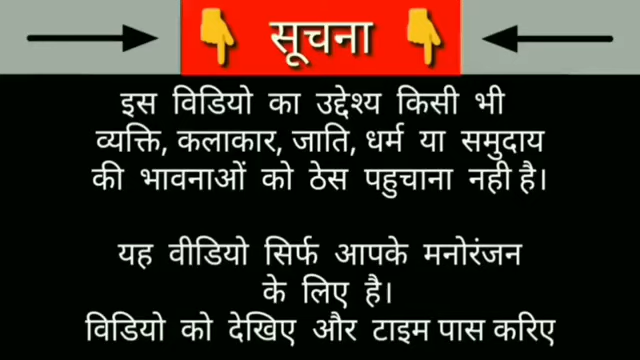 👇 सूचना 👇
इस विडियो का उद्देश्य किसी भी
व्यक्ति, कलाकार, जाति, धर्म या समुदाय
की भावनाओं को ठेस पहुचाना नही है।
यह वीडियो सिर्फ आपके मनोरंजन
के लिए है।
विडियो को देखिए और टाइम पास करिए